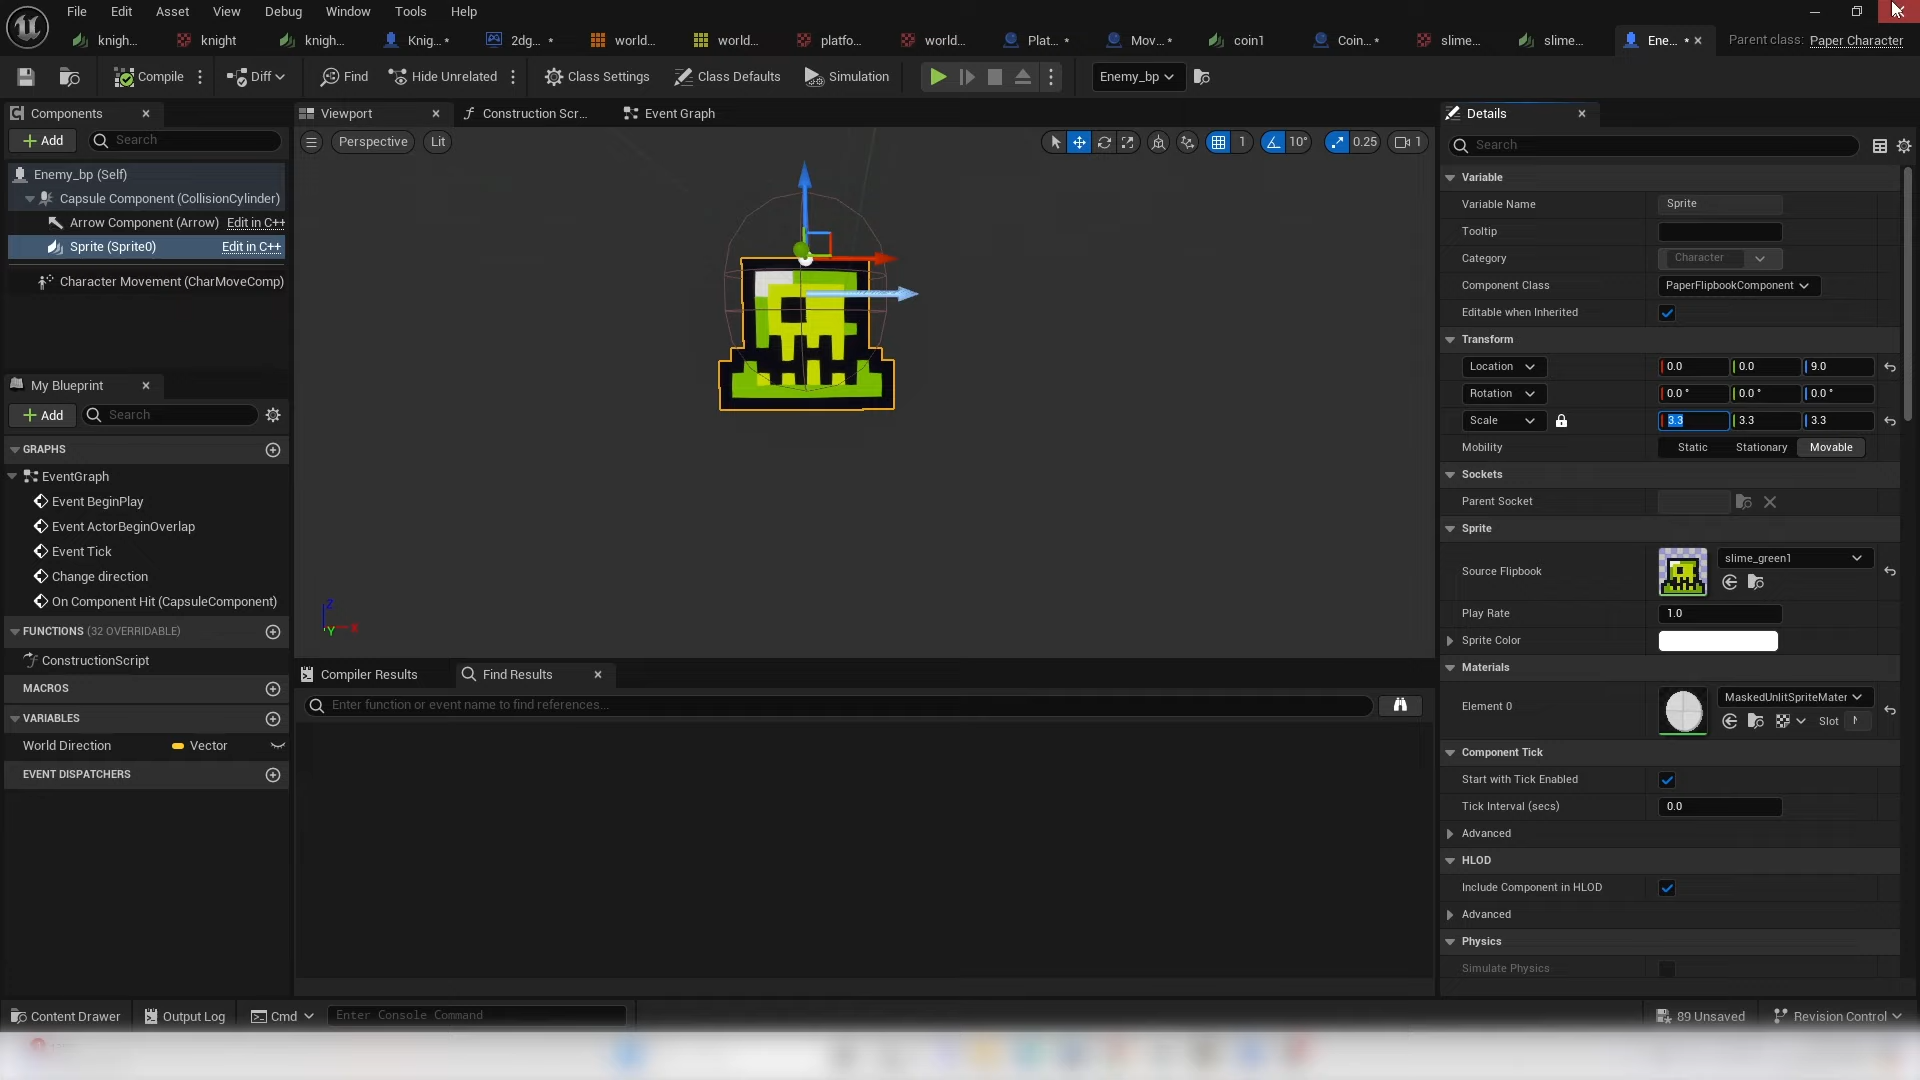 File Edit Asset View Debug Window Tools Help
knigh... knight knigh... Knig... * 2dg... * world... world... platfo... world... Plat... * Mov... * coin1 Coin... * slime... slime... Ene... * Parent class: Paper Character
Compile Diff Find Hide Unrelated Class Settings Class Defaults Simulation Enemy_bp
Components Viewport Construction Scr... Event Graph Details
Add Search Perspective Lit 1 10° 0.25 1 Search
Enemy_bp (Self)
Capsule Component (CollisionCylinder)
Arrow Component (Arrow) Edit in C++
Sprite (Sprite0) Edit in C++
Character Movement (CharMoveComp)
My Blueprint
Add Search
GRAPHS
EventGraph
Event BeginPlay
Event ActorBeginOverlap
Event Tick
Change direction
On Component Hit (CapsuleComponent)
FUNCTIONS (32 OVERRIDABLE)
ConstructionScript
MACROS
VARIABLES
World Direction Vector
EVENT DISPATCHERS
Z
Y X
Compiler Results Find Results
Enter function or event name to find references...
Variable
Variable Name Sprite
Tooltip
Category Character
Component Class PaperFlipbookComponent
Editable when Inherited
Transform
Location 0.0 0.0 9.0
Rotation 0.0 ° 0.0 ° 0.0 °
Scale 3.3 3.3 3.3
Mobility Static Stationary Movable
Sockets
Parent Socket
Sprite
Source Flipbook slime_green1
Play Rate 1.0
Sprite Color
Materials
Element 0 MaskedUnlitSpriteMater
Slot
Component Tick
Start with Tick Enabled
Tick Interval (secs) 0.0
Advanced
HLOD
Include Component in HLOD
Advanced
Physics
Simulate Physics
Content Drawer Output Log Cmd Enter Console Command 89 Unsaved Revision Control